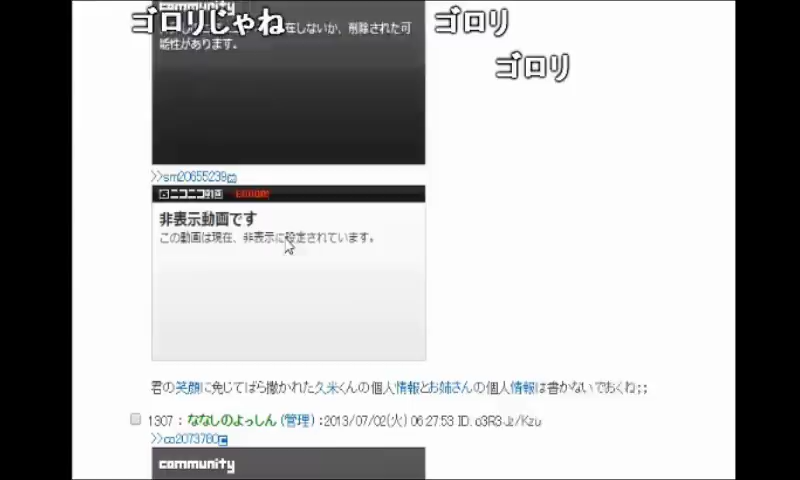 community
ゴロリじゃね
ゴロリ
在しないか、削除された可
能性があります。
ゴロリ
>>sm20655239
ニコニコ動画
非表示動画です
この動画は現在、非表示に設定されています。
君の笑顔に免じてばら撒かれた久米くんの個人情報とお姉さんの個人情報は書かないでおくね;;
1307 : ななしのよっしん (管理) :2013/07/02(火) 06:27:53 ID:
>>co2073780
community